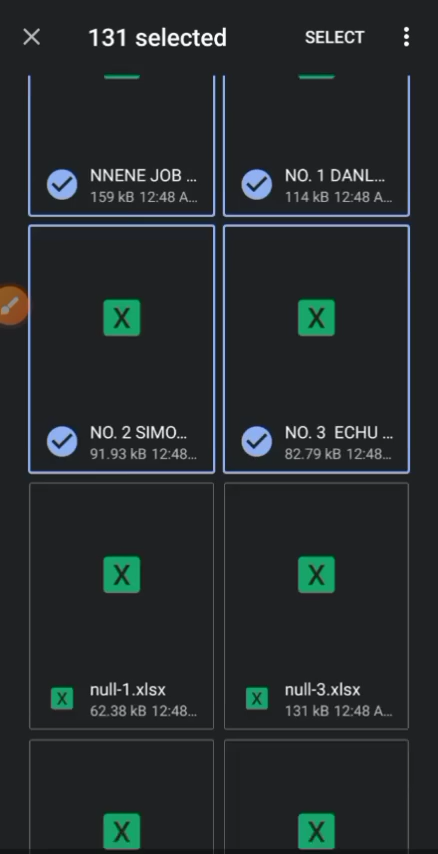 131 selected
SELECT
NNENE JOB ...
159 kB 12:48 A...
NO. 1 DANL...
114 kB 12:48 A...
X
X
NO. 2 SIMO...
91.93 kB 12:48...
NO. 3 ECHU ...
82.79 kB 12:48...
X
X
X
null-1.xlsx
62.38 kB 12:48...
X
null-3.xlsx
131 kB 12:48 A...
X
X